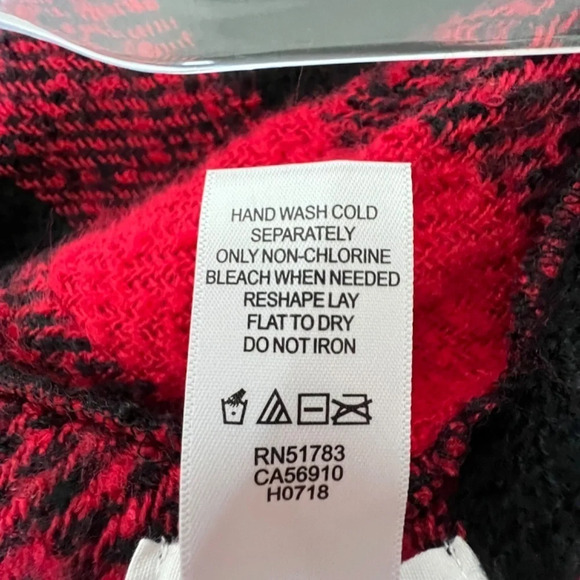 HAND WASH COLD
SEPARATELY
ONLY NON-CHLORINE
BLEACH WHEN NEEDED
RESHAPE LAY
FLAT TO DRY
DO NOT IRON
RN51783
CA56910
H0718